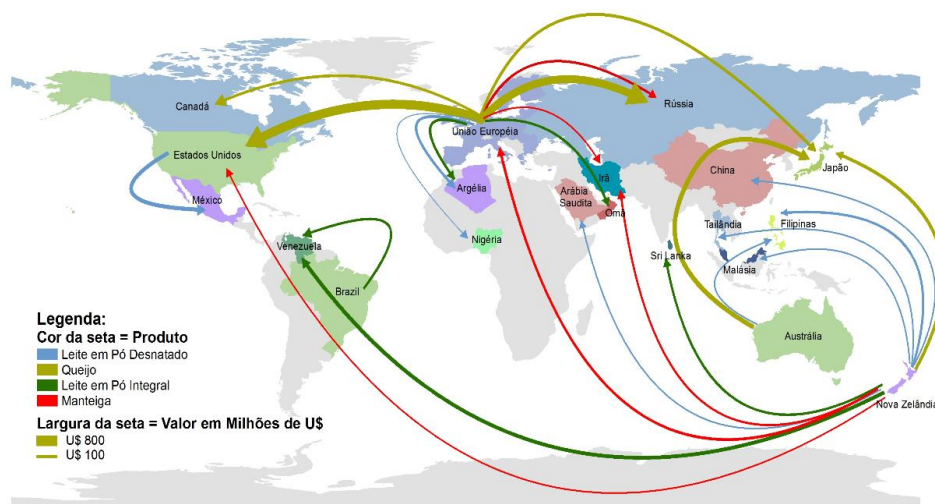 Canadá
Rússia
União Européia
Estados Unidos
México
Argélia
Irã
China
Japão
Arábia
Saudita
Omã
Nigéria
Tailândia
Filipinas
Sri Lanka
Malásia
Venezuela
Brazil
Austrália
Nova Zelândia
Legenda:
Cor da seta = Produto
Leite em Pó Desnatado
Queijo
Leite em Pó Integral
Manteiga
Largura da seta = Valor em Milhões de U$
U$ 800
U$ 100